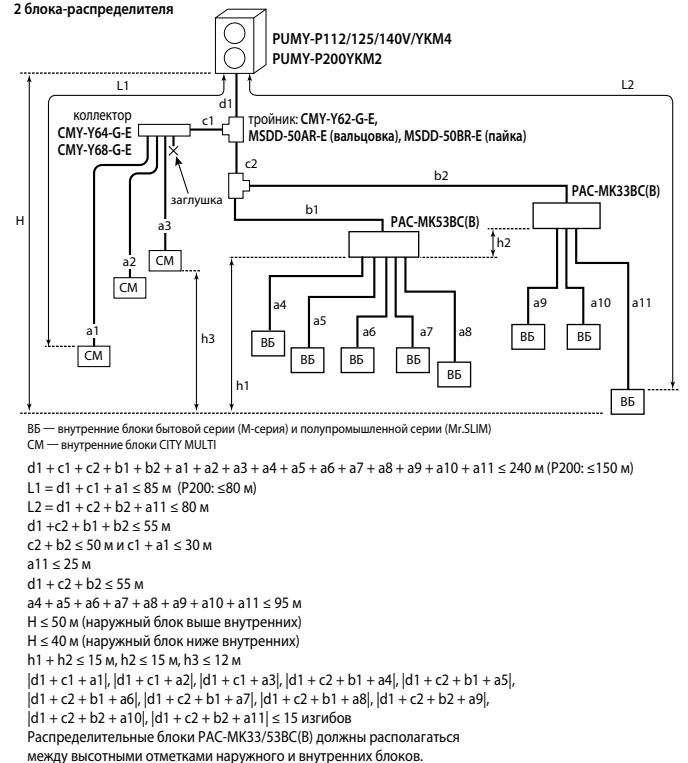 2 блока-распределителя
PUMY-P112/125/140V/YKM4
PUMY-P200YKM2
L1
L2
d1
коллектор
CMY-Y64-G-E
CMY-Y68-G-E
c1
тройник: CMY-Y62-G-E,
MSDD-50AR-E (вальцовка), MSDD-50BR-E (пайка)
c2
заглушка
b2
PAC-MK33BC(B)
H
b1
PAC-MK53BC(B)
h2
a3
a2
a1
СМ
СМ
СМ
h3
h1
a4
a5
a6
a7
a8
a9
a10
a11
ВБ
ВБ
ВБ
ВБ
ВБ
ВБ
ВБ
ВБ
ВБ — внутренние блоки бытовой серии (М-серия) и полупромышленной серии (Mr.SLIM)
СМ — внутренние блоки CITY MULTI
d1 + c1 + c2 + b1 + b2 + a1 + a2 + a3 + a4 + a5 + a6 + a7 + a8 + a9 + a10 + a11 ≤ 240 м (P200: ≤150 м)
L1 = d1 + c1 + a1 ≤ 85 м (P200: ≤80 м)
L2 = d1 + c2 + b2 + a11 ≤ 80 м
d1 +c2 + b1 + b2 ≤ 55 м
c2 + b2 ≤ 50 м и c1 + a1 ≤ 30 м
a11 ≤ 25 м
d1 + c2 + b2 ≤ 55 м
a4 + a5 + a6 + a7 + a8 + a9 + a10 + a11 ≤ 95 м
H ≤ 50 м (наружный блок выше внутренних)
H ≤ 40 м (наружный блок ниже внутренних)
h1 + h2 ≤ 15 м, h2 ≤ 15 м, h3 ≤ 12 м
|d1 + c1 + a1|, |d1 + c1 + a2|, |d1 + c1 + a3|, |d1 + c2 + b1 + a4|, |d1 + c2 + b1 + a5|,
|d1 + c2 + b1 + a6|, |d1 + c2 + b1 + a7|, |d1 + c2 + b1 + a8|, |d1 + c2 + b2 + a9|,
|d1 + c2 + b2 + a10|, |d1 + c2 + b2 + a11| ≤ 15 изгибов
Распределительные блоки PAC-MK33/53BC(B) должны располагаться
между высотными отметками наружного и внутренних блоков.